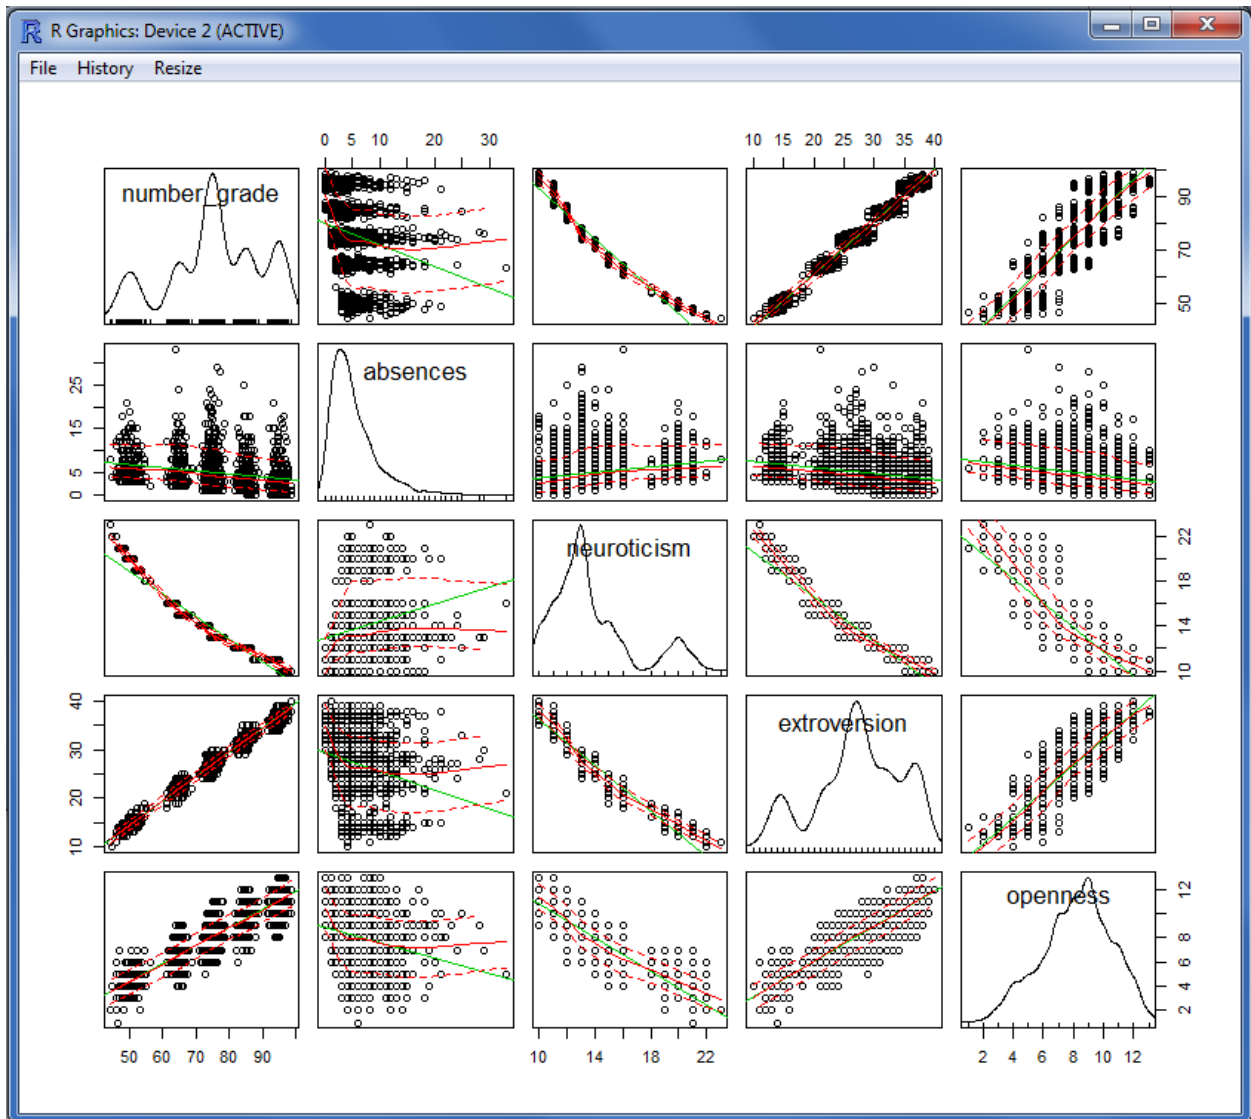 R Graphics: Device 2 (ACTIVE)
File History Resize
0 5 10 20 30
10 15 20 25 30 35 40
number_grade
50 70 90
absences
0 5 15 25
neuroticism
10 14 18 22
extroversion
10 20 30 40
openness
2 4 6 8 12
50 60 70 80 90
10 14 18 22
2 4 6 8 10 12